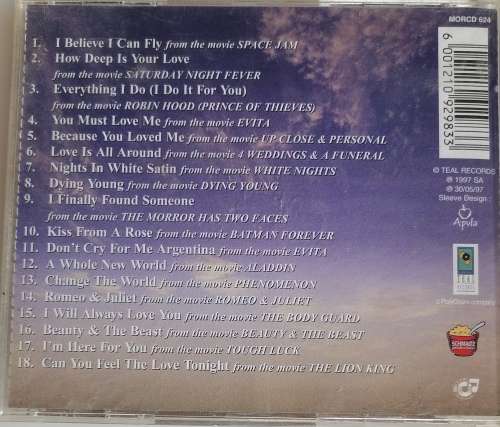 MORCD 624
1. I Believe I Can Fly from the movie SPACE JAM
2. How Deep Is Your Love
from the movie SATURDAY NIGHT FEVER
3. Everything I Do (I Do It For You)
from the movie ROBIN HOOD (PRINCE OF THIEVES)
4. You Must Love Me from the movie EVITA
5. Because You Loved Me from the movie UP CLOSE & PERSONAL
6. Love Is All Around from the movie 4 WEDDINGS & A FUNERAL
7. Nights In White Satin from the movie WHITE NIGHTS
8. Dying Young from the movie DYING YOUNG
9. I Finally Found Someone
from the movie THE MORROR HAS TWO FACES
10. Kiss From A Rose from the movie BATMAN FOREVER
11. Don't Cry For Me Argentina from the movie EVITA
12. A Whole New World from the movie ALADDIN
13. Change The World from the movie PHENOMENON
14. Romeo & Juliet from the movie ROMEO & JULIET
15. I Will Always Love You from the movie THE BODY GUARD
16. Beauty & The Beast from the movie BEAUTY & THE BEAST
17. I'm Here For You from the movie TOUGH LUCK
18. Can You Feel The Love Tonight from the movie THE LION KING
6 001210 929833
© TEAL RECORDS
℗ 1997 SA
℗ 30/05/97
Sleeve Design:
Apula
TEAL
a PolyGram company
SCHMALTZ